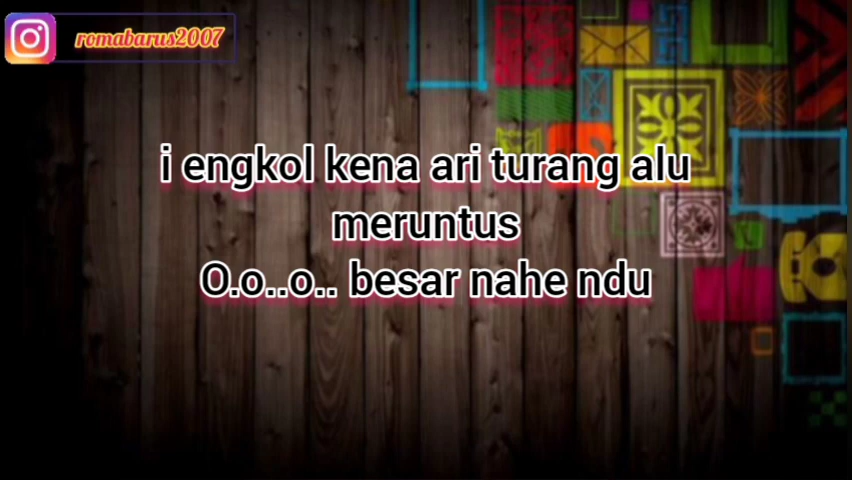 romabarus2007
i engkol kena ari turang alu
meruntus
O.o..o.. besar nahe ndu